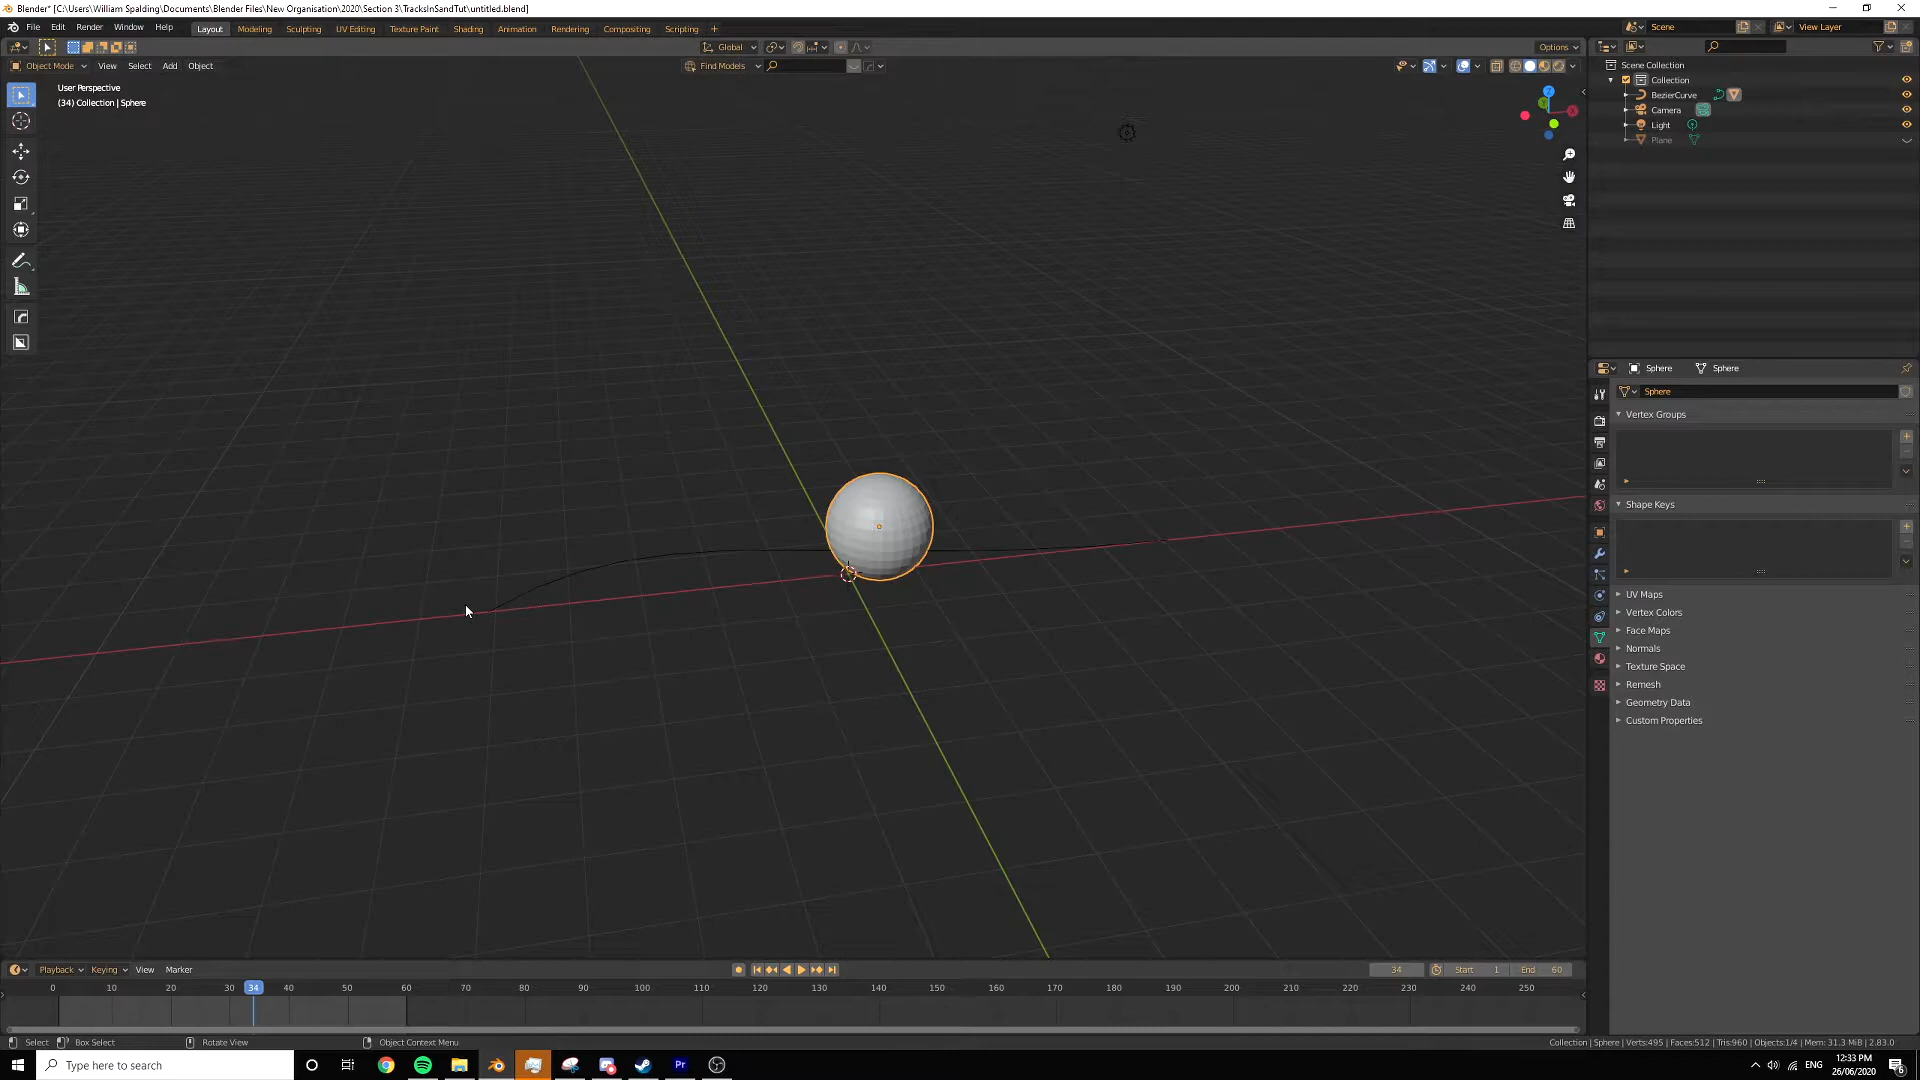 Blender* [C:\Users\William Spalding\Documents\Blender Files\New Organisation\2020\Section 3\TracksInSandTut\untitled.blend]
File Edit Render Window Help Layout Modeling Sculpting UV Editing Texture Paint Shading Animation Rendering Compositing Scripting + Scene View Layer
Global Options
Object Mode View Select Add Object Find Models
User Perspective
(34) Collection | Sphere
Scene Collection
Collection
BezierCurve
Camera
Light
Plane
Z
X
Sphere Sphere
Sphere
Vertex Groups
Shape Keys
UV Maps
Vertex Colors
Face Maps
Normals
Texture Space
Remesh
Geometry Data
Custom Properties
Playback Keying View Marker 34 Start 1 End 60
0 10 20 30 34 40 50 60 70 80 90 100 110 120 130 140 150 160 170 180 190 200 210 220 230 240 250
Select Box Select Rotate View Object Context Menu Collection | Sphere | Verts:495 | Faces:512 | Tris:960 | Objects:1/4 | Mem: 31.3 MiB | 2.83.0
Type here to search Pr ENG 12:33 PM
26/06/2020